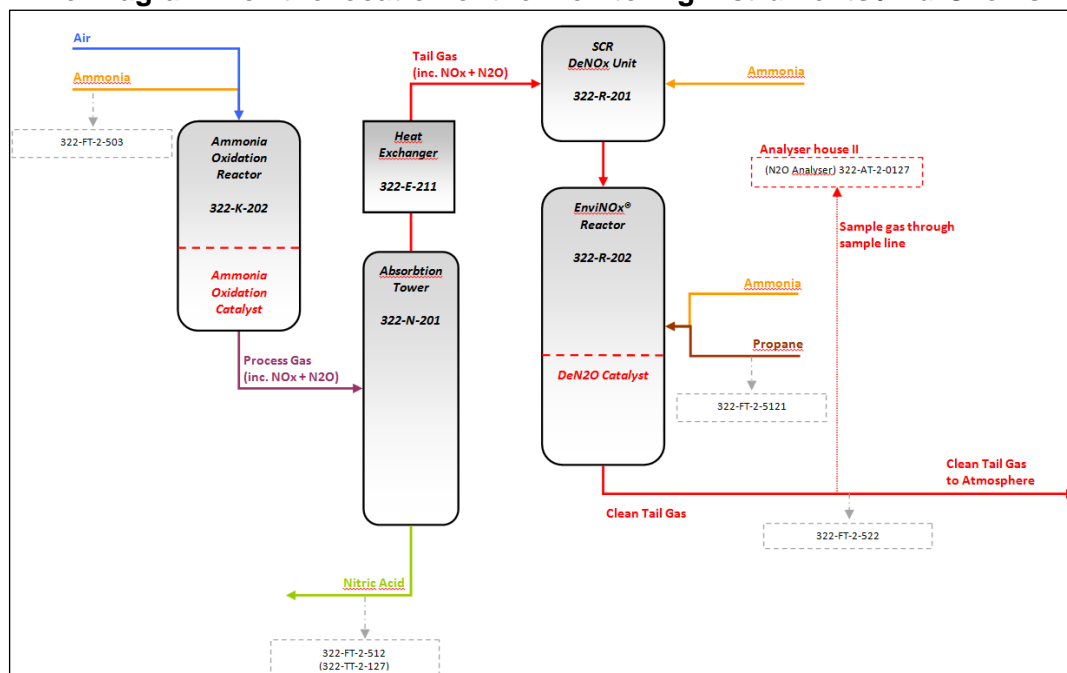 Air
Ammonia
322-FT-2-503
Ammonia
Oxidation
Reactor
322-K-202
Ammonia
Oxidation
Catalyst
Process Gas
(inc. NOx + N2O)
Tail Gas
(inc. NOx + N2O)
Heat
Exchanger
322-E-211
Absorbtion
Tower
322-N-201
Nitric Acid
322-FT-2-512
(322-TT-2-127)
SCR
DeNOx Unit
322-R-201
Ammonia
EnviNOx®
Reactor
322-R-202
DeN2O Catalyst
Ammonia
Propane
322-FT-2-5121
Analyser house II
(N2O Analyser) 322-AT-2-0127
Sample gas through
sample line
Clean Tail Gas
to Atmosphere
Clean Tail Gas
322-FT-2-522